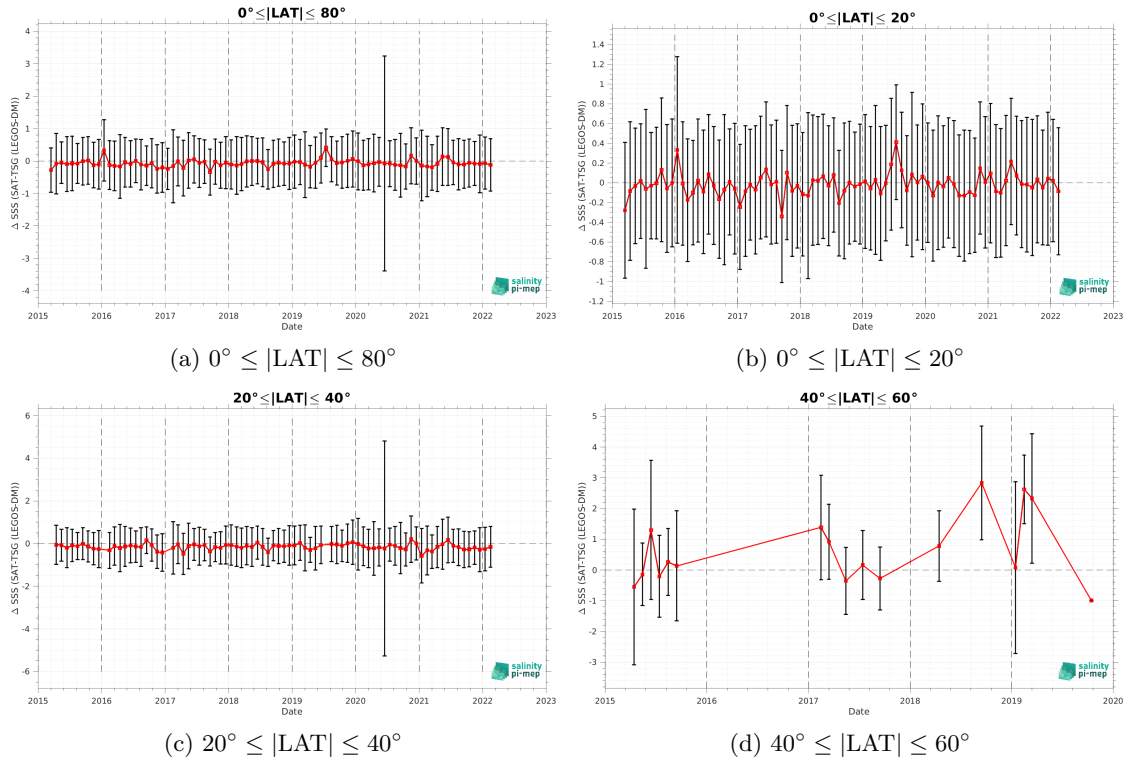 0°≤|LAT|≤ 80°
Δ SSS (SAT-TSG (LEGOS-DM))
4
3
2
1
0
-1
-2
-3
-4
2015 2016 2017 2018 2019 2020 2021 2022 2023
Date
salinity
pi-mep
(a) 0° ≤ |LAT| ≤ 80°
0°≤|LAT|≤ 20°
Δ SSS (SAT-TSG (LEGOS-DM))
1.4
1.2
1
0.8
0.6
0.4
0.2
0
-0.2
-0.4
-0.6
-0.8
-1
-1.2
2015 2016 2017 2018 2019 2020 2021 2022 2023
Date
salinity
pi-mep
(b) 0° ≤ |LAT| ≤ 20°
20°≤|LAT|≤ 40°
Δ SSS (SAT-TSG (LEGOS-DM))
6
4
2
0
-2
-4
-6
2015 2016 2017 2018 2019 2020 2021 2022 2023
Date
salinity
pi-mep
(c) 20° ≤ |LAT| ≤ 40°
40°≤|LAT|≤ 60°
Δ SSS (SAT-TSG (LEGOS-DM))
5
4
3
2
1
0
-1
-2
-3
2015 2016 2017 2018 2019 2020
Date
salinity
pi-mep
(d) 40° ≤ |LAT| ≤ 60°